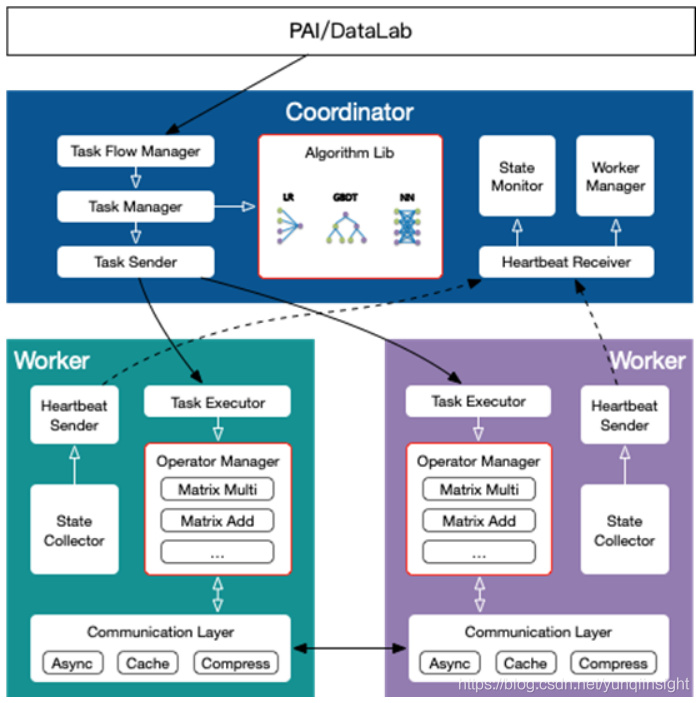 PAI/DataLab
Coordinator
Task Flow Manager
Task Manager
Task Sender
Algorithm Lib
LR
GBDT
NN
State
Monitor
Worker
Manager
Heartbeat Receiver
Worker
Heartbeat
Sender
State
Collector
Task Executor
Operator Manager
Matrix Multi
Matrix Add
...
Communication Layer
Async
Cache
Compress
Worker
Task Executor
Operator Manager
Matrix Multi
Matrix Add
...
Heartbeat
Sender
State
Collector
Communication Layer
Async
Cache
Compress
https://blog.csdn.net/yunqiinsight